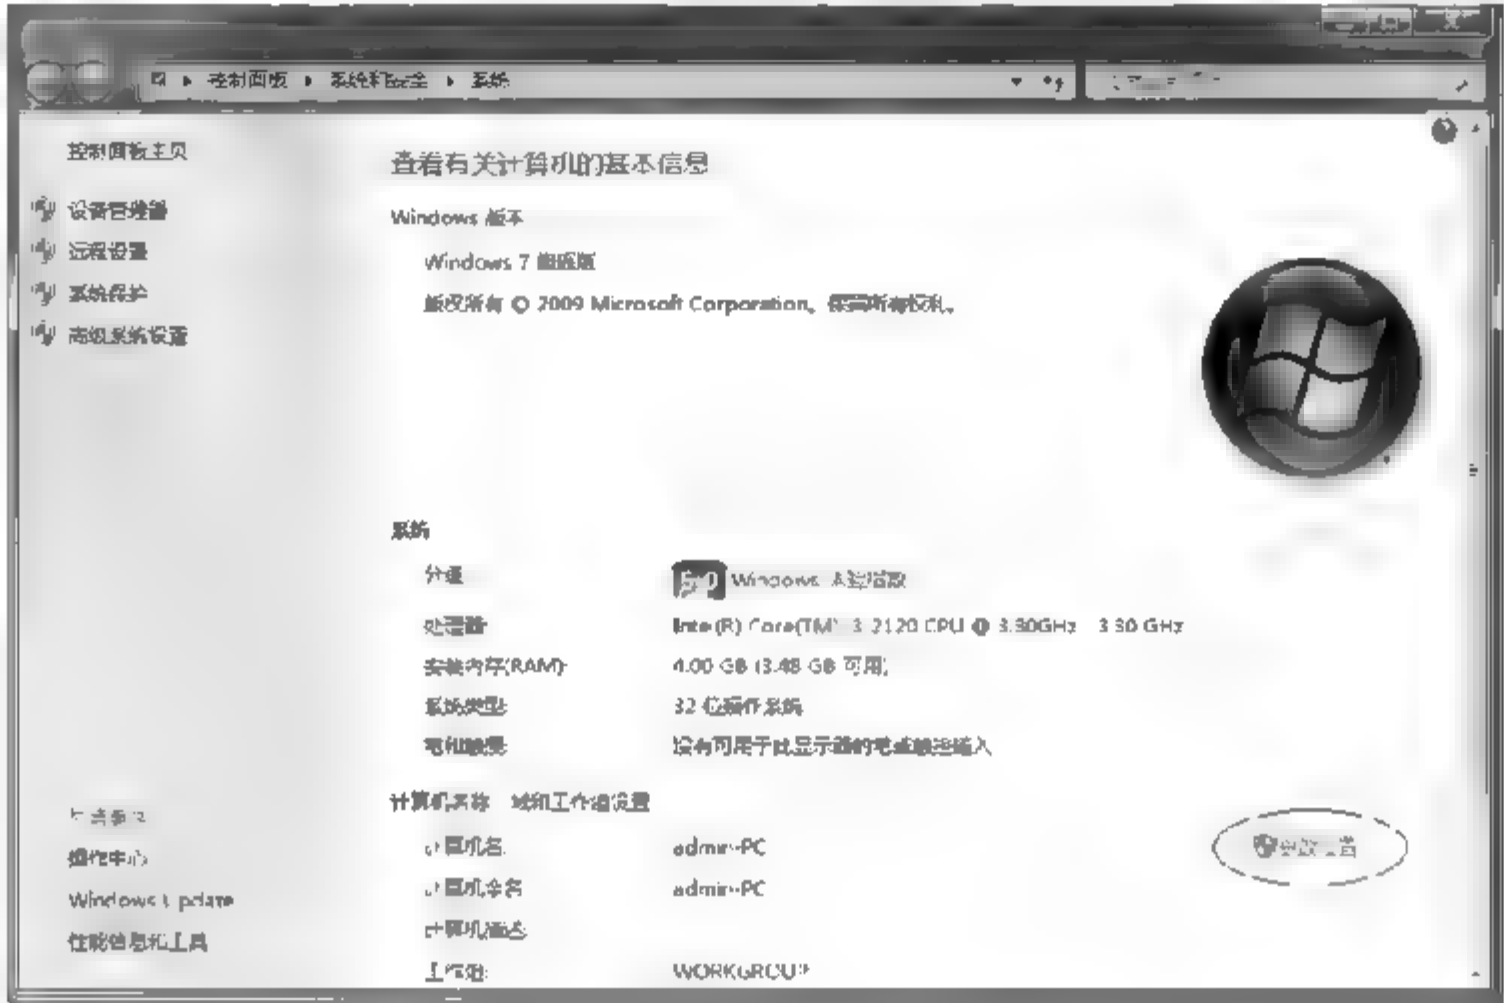 控制面板 ▸ 系统和安全 ▸ 系统
控制面板主页
设备管理器
远程设置
系统保护
高级系统设置
查看有关计算机的基本信息
Windows 版本
Windows 7 旗舰版
版权所有 © 2009 Microsoft Corporation。保留所有权利。
系统
分级
5.0 Windows 体验指数
处理器:
Intel(R) Core(TM) i3-2120 CPU @ 3.30GHz 3.30 GHz
安装内存(RAM):
4.00 GB (3.48 GB 可用)
系统类型:
32 位操作系统
笔和触摸:
没有可用于此显示器的笔或触控输入
计算机名称、域和工作组设置
计算机名:
admin-PC
更改设置
计算机全名:
admin-PC
计算机描述:
工作组:
WORKGROUP
另请参阅
操作中心
Windows Update
性能信息和工具